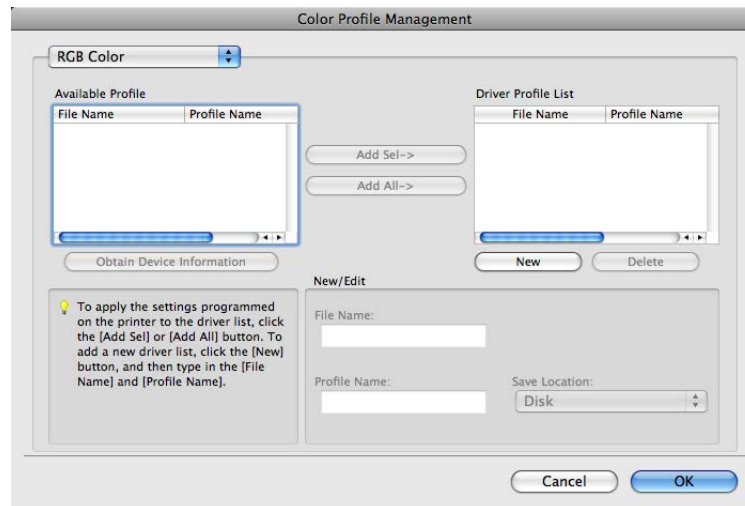 Color Profile Management
RGB Color
Available Profile
File Name Profile Name
Add Sel->
Add All->
Obtain Device Information
Driver Profile List
File Name Profile Name
New Delete
To apply the settings programmed
on the printer to the driver list, click
the [Add Sel] or [Add All] button. To
add a new driver list, click the [New]
button, and then type in the [File
Name] and [Profile Name].
New/Edit
File Name:
Profile Name:
Save Location:
Disk
Cancel OK